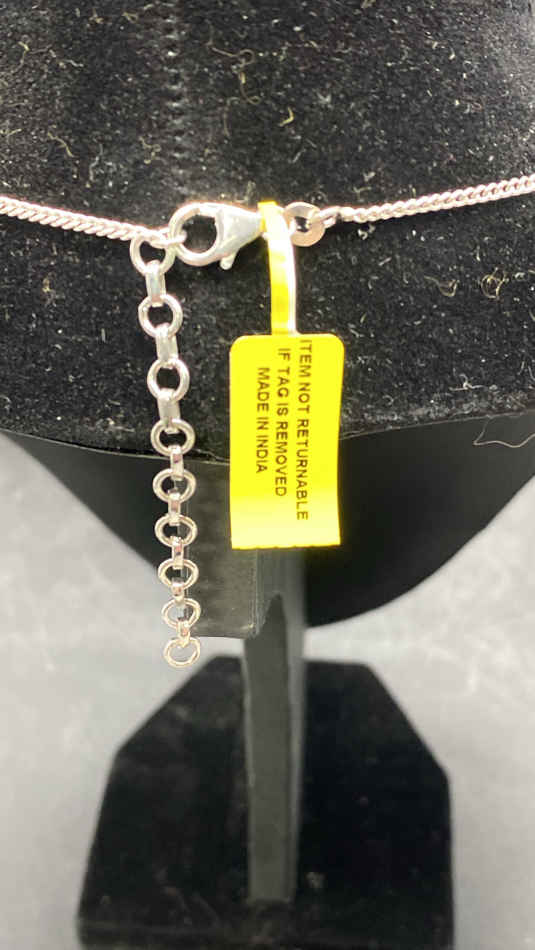 ITEM NOT RETURNABLE
IF TAG IS REMOVED
MADE IN INDIA